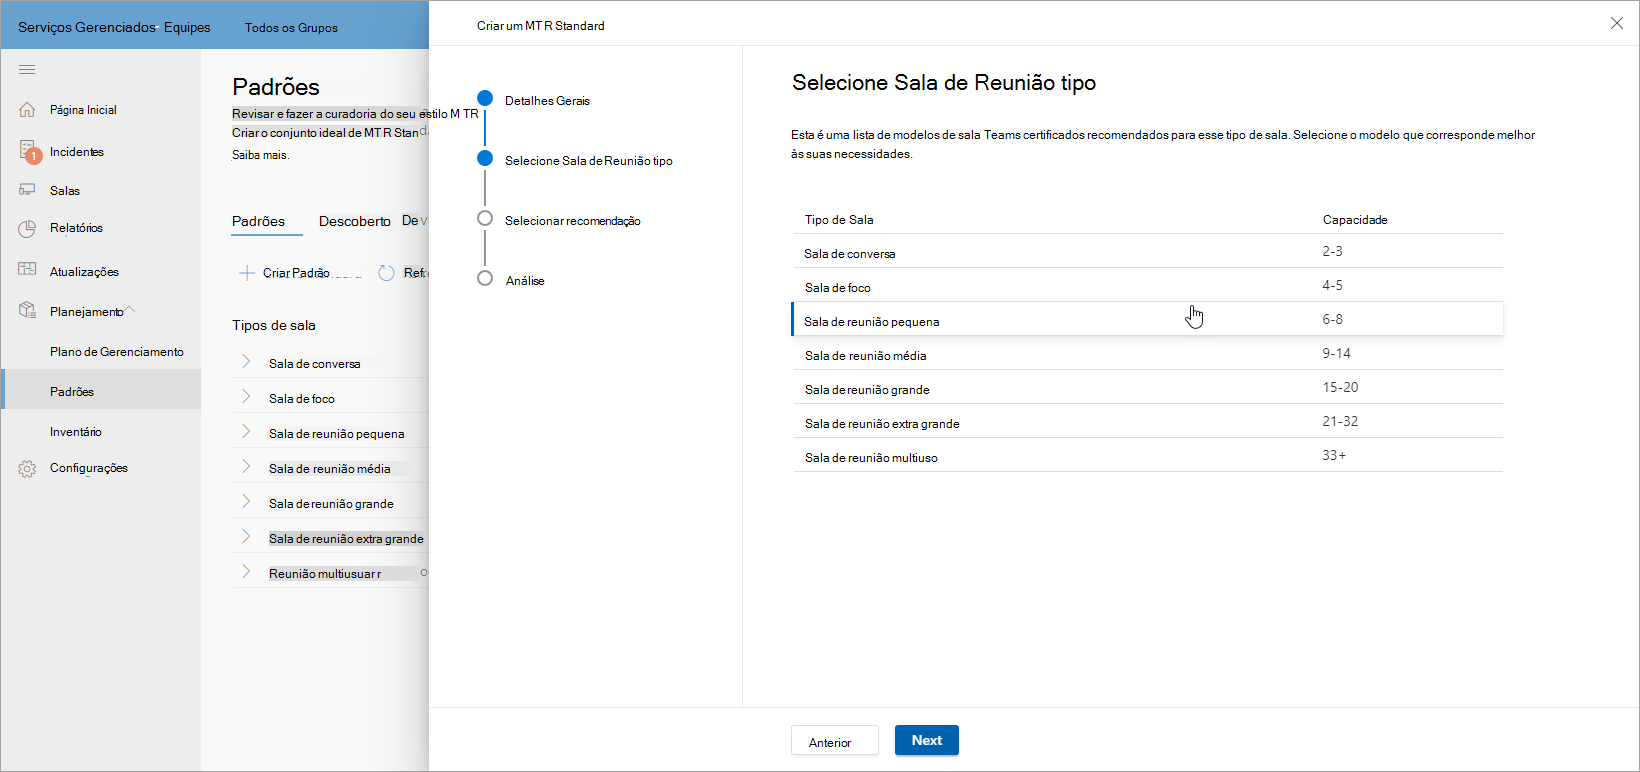 Serviços Gerenciados- Equipes
Todos os Grupos
Página Inicial
1
Incidentes
Salas
Relatórios
Atualizações
Planejamento
Plano de Gerenciamento
Padrões
Inventário
Configurações
Padrões
Revisar e fazer a curadoria do seu estilo M TR
Criar o conjunto ideal de MTR Stand
Saiba mais.
Padrões
Descoberto
De
Criar Padrão
Refr
Tipos de sala
Sala de conversa
Sala de foco
Sala de reunião pequena
Sala de reunião média
Sala de reunião grande
Sala de reunião extra grande
Reunião multiusuar r
Criar um MTR Standard
Detalhes Gerais
Selecione Sala de Reunião tipo
Selecionar recomendação
Análise
Selecione Sala de Reunião tipo
Esta é uma lista de modelos de sala Teams certificados recomendados para esse tipo de sala. Selecione o modelo que corresponde melhor
às suas necessidades.
Tipo de Sala Capacidade
Sala de conversa 2-3
Sala de foco 4-5
Sala de reunião pequena 6-8
Sala de reunião média 9-14
Sala de reunião grande 15-20
Sala de reunião extra grande 21-32
Sala de reunião multiuso 33+
Anterior
Next